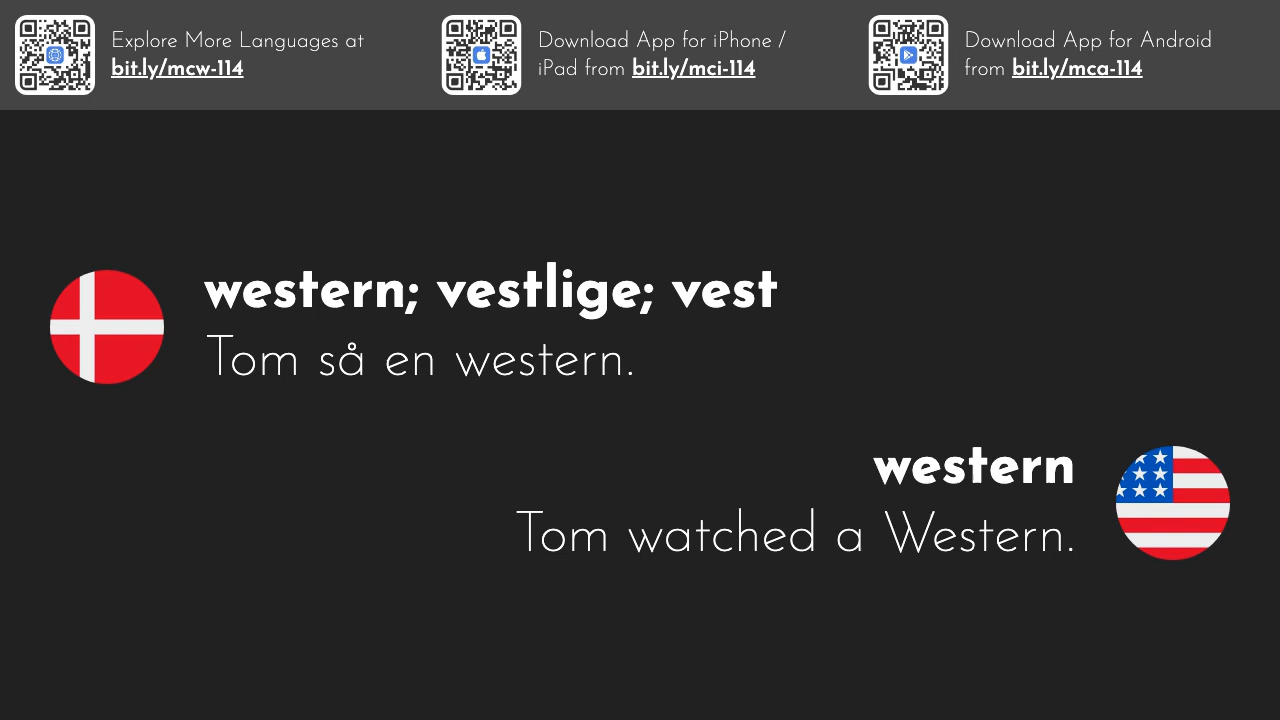 Explore More Languages at
bit.ly/mcw-114
Download App for iPhone /
iPad from bit.ly/mci-114
Download App for Android
from bit.ly/mca-114
western; vestlige; vest
Tom så en western.
western
Tom watched a Western.